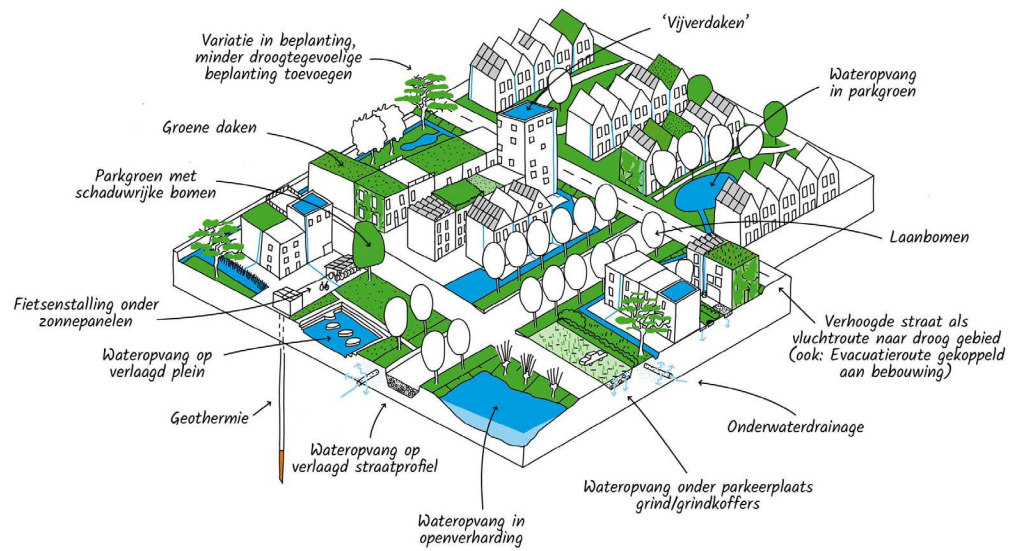 'Vijverdaken'
Variatie in beplanting,
minder droogtegevoelige
beplanting toevoegen
Wateropvang
in parkgroen
Groene daken
Parkgroen met
schaduwrijke bomen
Laanbomen
Fietsenstalling onder
zonnepanelen
Verhoogde straat als
vluchtroute naar droog gebied
(ook: Evacuatieroute gekoppeld
aan bebouwing)
Wateropvang op
verlaagd plein
Geothermie
Onderwaterdrainage
Wateropvang op
verlaagd straatprofiel
Wateropvang onder parkeerplaats
grind/grindkoffers
Wateropvang in
openverharding